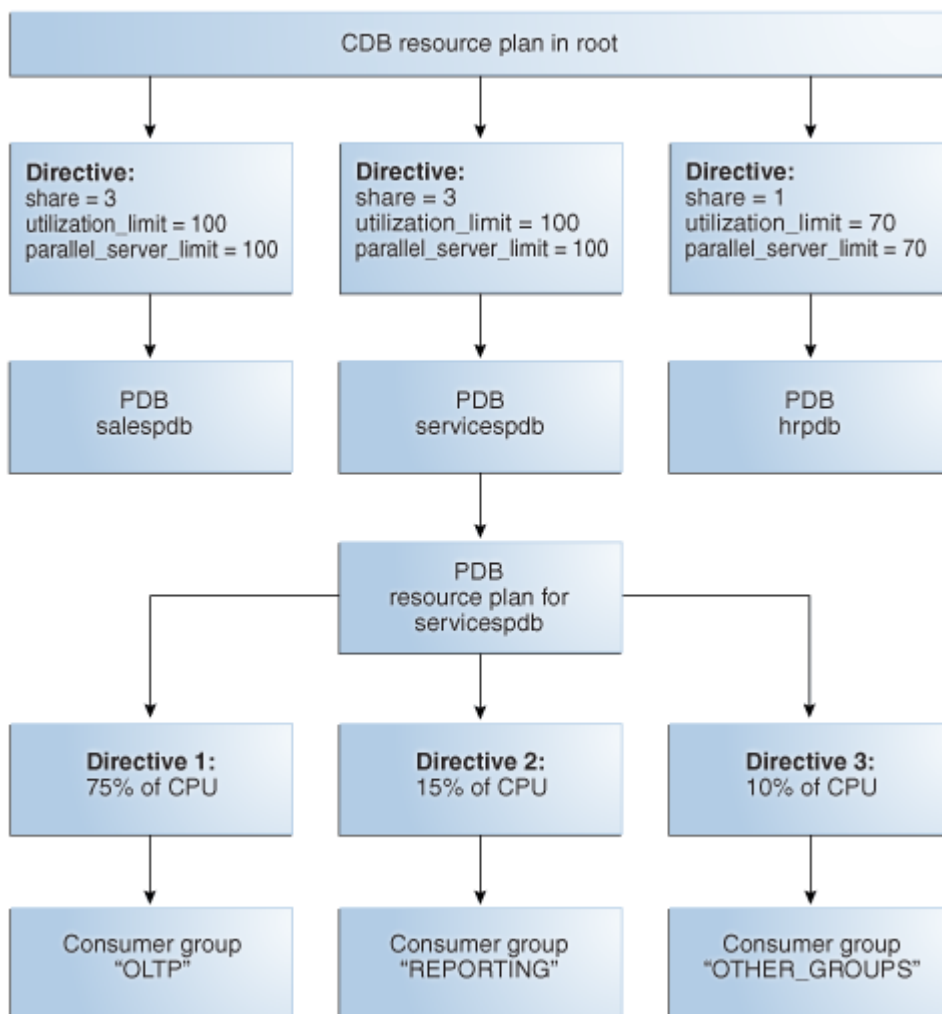 CDB resource plan in root
Directive:
share = 3
utilization_limit = 100
parallel_server_limit = 100
Directive:
share = 3
utilization_limit = 100
parallel_server_limit = 100
Directive:
share = 1
utilization_limit = 70
parallel_server_limit = 70
PDB
salespdb
PDB
servicespdb
PDB
hrpdb
PDB
resource plan for
servicespdb
Directive 1:
75% of CPU
Directive 2:
15% of CPU
Directive 3:
10% of CPU
Consumer group
“OLTP”
Consumer group
“REPORTING”
Consumer group
“OTHER_GROUPS”